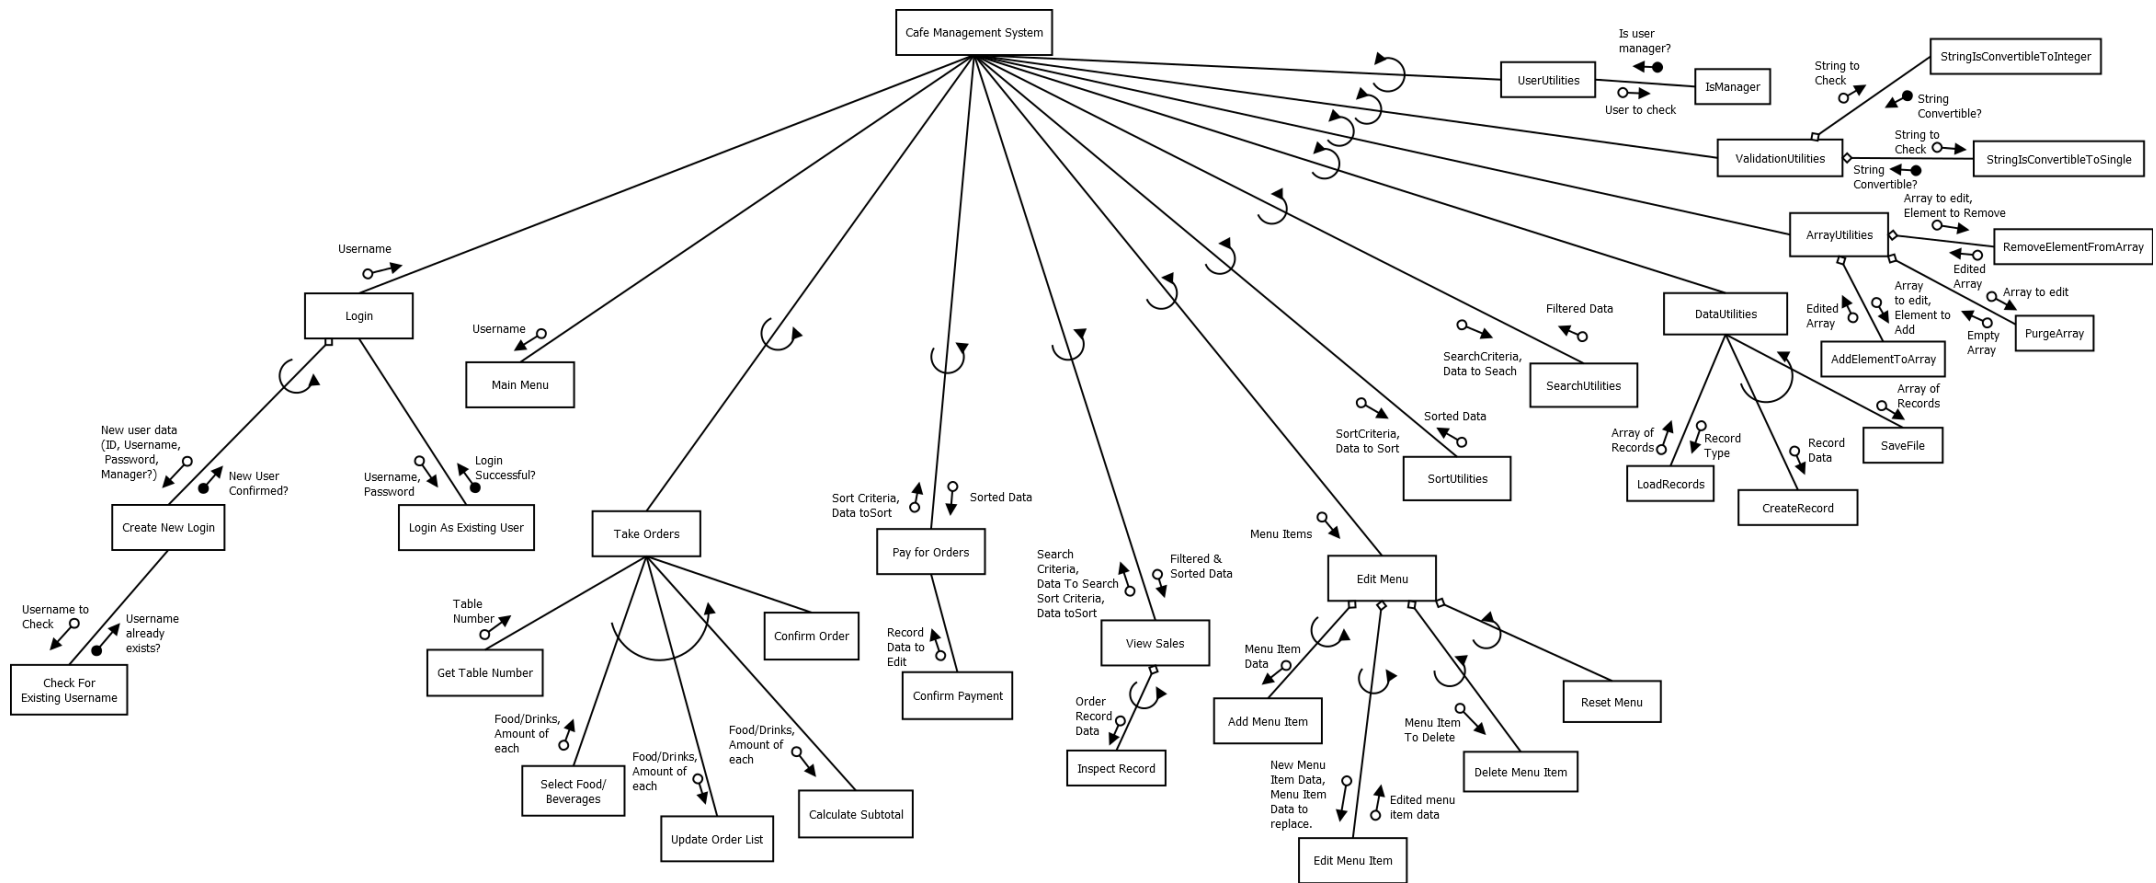 Cafe Management System
Is user
manager?
UserUtilities
User to check
IsManager
StringIsConvertibleToInteger
String to
Check
String
Convertible?
ValidationUtilities
String to
Check
String
Convertible?
StringIsConvertibleToSingle
Array to edit,
Element to Remove
ArrayUtilities
RemoveElementFromArray
Edited
Array
Array
to edit,
Element to
Add
Edited
Array
Array to edit
Empty
Array
PurgeArray
AddElementToArray
Username
Login
Username
Main Menu
Filtered Data
SearchCriteria,
Data to Seach
SearchUtilities
DataUtilities
Array of
Records
SaveFile
Array of
Records
Record
Type
Record
Data
LoadRecords
CreateRecord
SortCriteria,
Data to Sort
Sorted Data
SortUtilities
New user data
(ID, Username,
Password,
Manager?)
New User
Confirmed?
Username,
Password
Login
Successful?
Create New Login
Login As Existing User
Username to
Check
Username
already
exists?
Check For
Existing Username
Take Orders
Table
Number
Get Table Number
Confirm Order
Food/Drinks,
Amount of
each
Select Food/
Beverages
Food/Drinks,
Amount of
each
Update Order List
Food/Drinks,
Amount of
each
Calculate Subtotal
Sort Criteria,
Data toSort
Sorted Data
Pay for Orders
Record
Data to
Edit
Confirm Payment
Search
Criteria,
Data To Search
Sort Criteria,
Data toSort
Filtered &
Sorted Data
View Sales
Order
Record
Data
Inspect Record
Menu Items
Edit Menu
Menu Item
Data
Add Menu Item
New Menu
Item Data,
Menu Item
Data to
replace.
Edited menu
item data
Edit Menu Item
Menu Item
To Delete
Delete Menu Item
Reset Menu